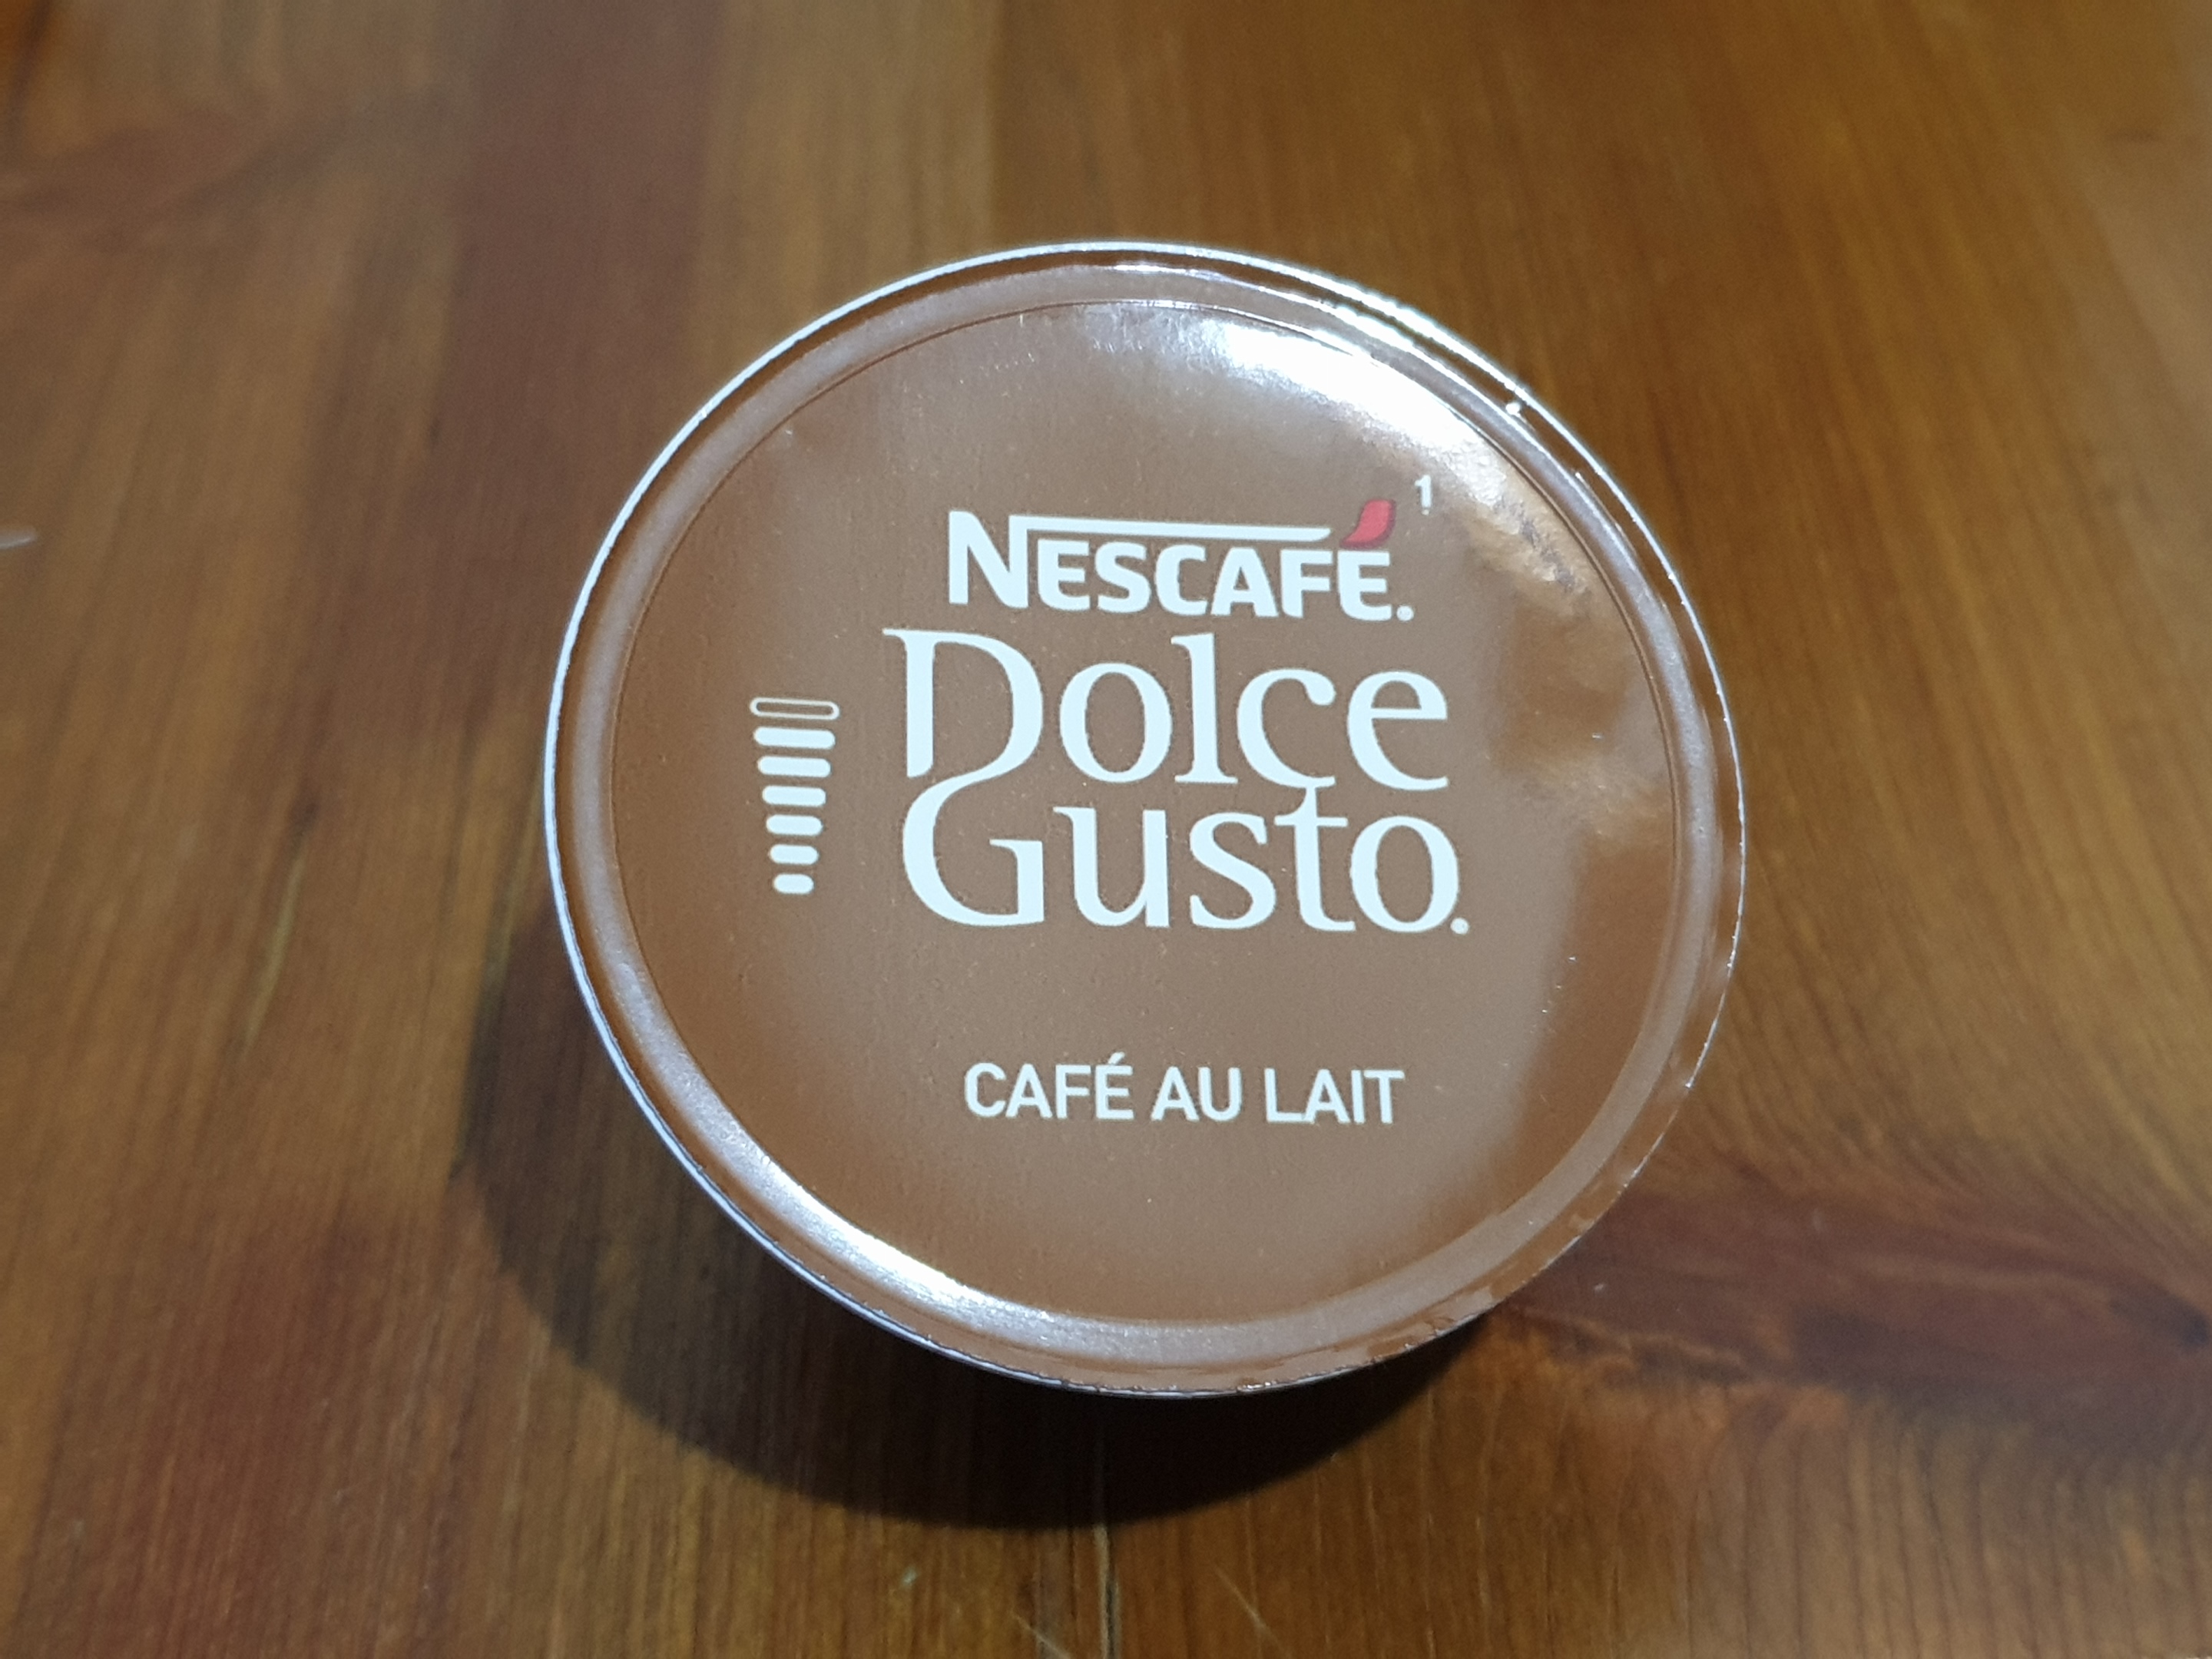 1
NESCAFÉ.
Dolce
Gusto.
CAFÉ AU LAIT